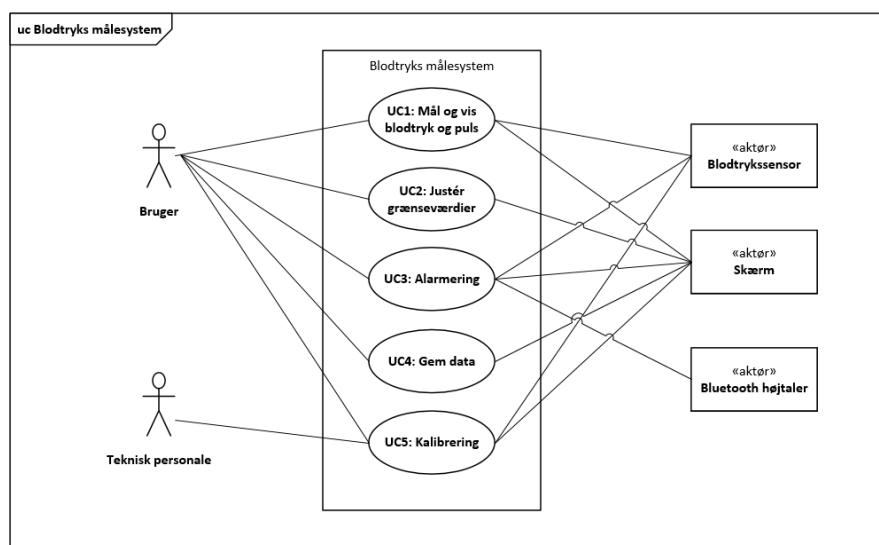 uc Blodtryks målesystem
Blodtryks målesystem
UC1: Mål og vis
blodtryk og puls
UC2: Justér
grænseværdier
UC3: Alarmering
UC4: Gem data
UC5: Kalibrering
Bruger
Teknisk personale
«aktør»
Blodtrykssensor
«aktør»
Skærm
«aktør»
Bluetooth højtaler